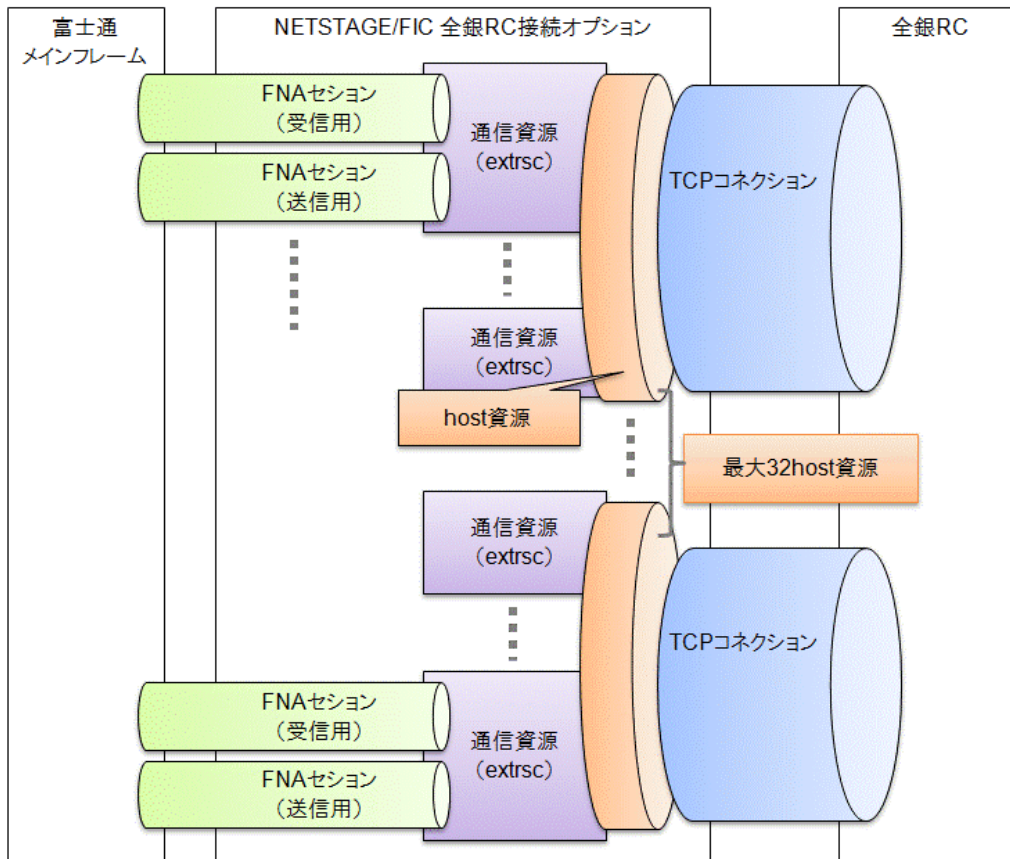 富士通
メインフレーム
NETSTAGE/FIC 全銀RC接続オプション
全銀RC
FNAセション
（受信用）
通信資源
（extrsc）
FNAセション
（送信用）
TCPコネクション
通信資源
（extrsc）
host資源
最大32host資源
通信資源
（extrsc）
TCPコネクション
FNAセション
（受信用）
通信資源
（extrsc）
FNAセション
（送信用）